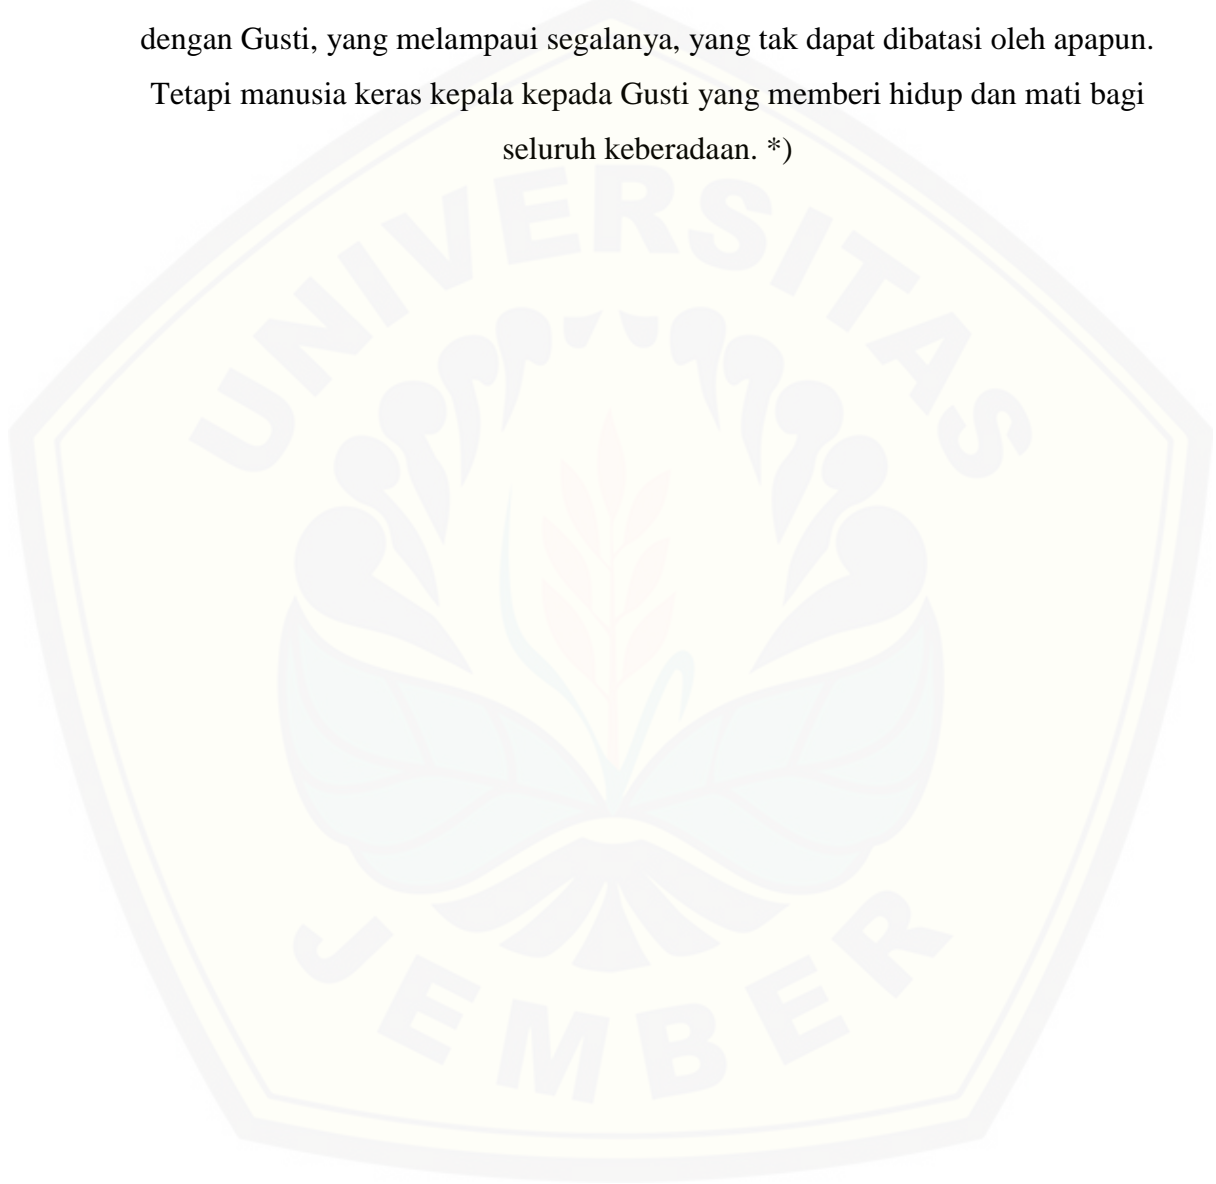 dengan Gusti, yang melampaui segalanya, yang tak dapat dibatasi oleh apapun.
Tetapi manusia keras kepala kepada Gusti yang memberi hidup dan mati bagi
seluruh keberadaan. *)
UNIVERSITAS
JEMBER